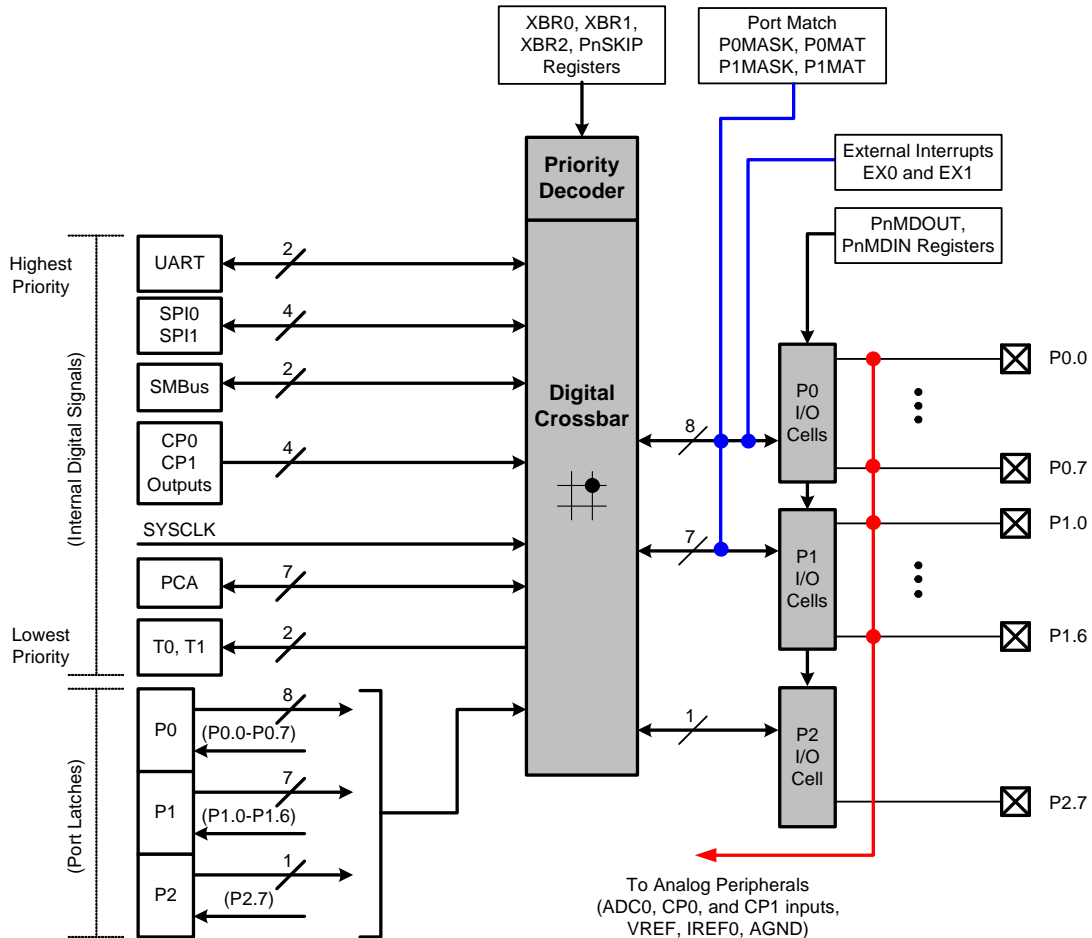 XBR0, XBR1,
XBR2, PnSKIP
Registers
Port Match
P0MASK, P0MAT
P1MASK, P1MAT
External Interrupts
EX0 and EX1
PnMDOUT,
PnMDIN Registers
Priority
Decoder
Digital
Crossbar
Highest
Priority
(Internal Digital Signals)
Lowest
Priority
UART
2
SPI0
SPI1
4
SMBus
2
CP0
CP1
Outputs
4
SYSCLK
PCA
7
T0, T1
2
(Port Latches)
P0
8
(P0.0-P0.7)
P1
7
(P1.0-P1.6)
P2
1
(P2.7)
8
7
1
P0
I/O
Cells
P1
I/O
Cells
P2
I/O
Cell
P0.0
P0.7
P1.0
P1.6
P2.7
To Analog Peripherals
(ADC0, CP0, and CP1 inputs,
VREF, IREF0, AGND)